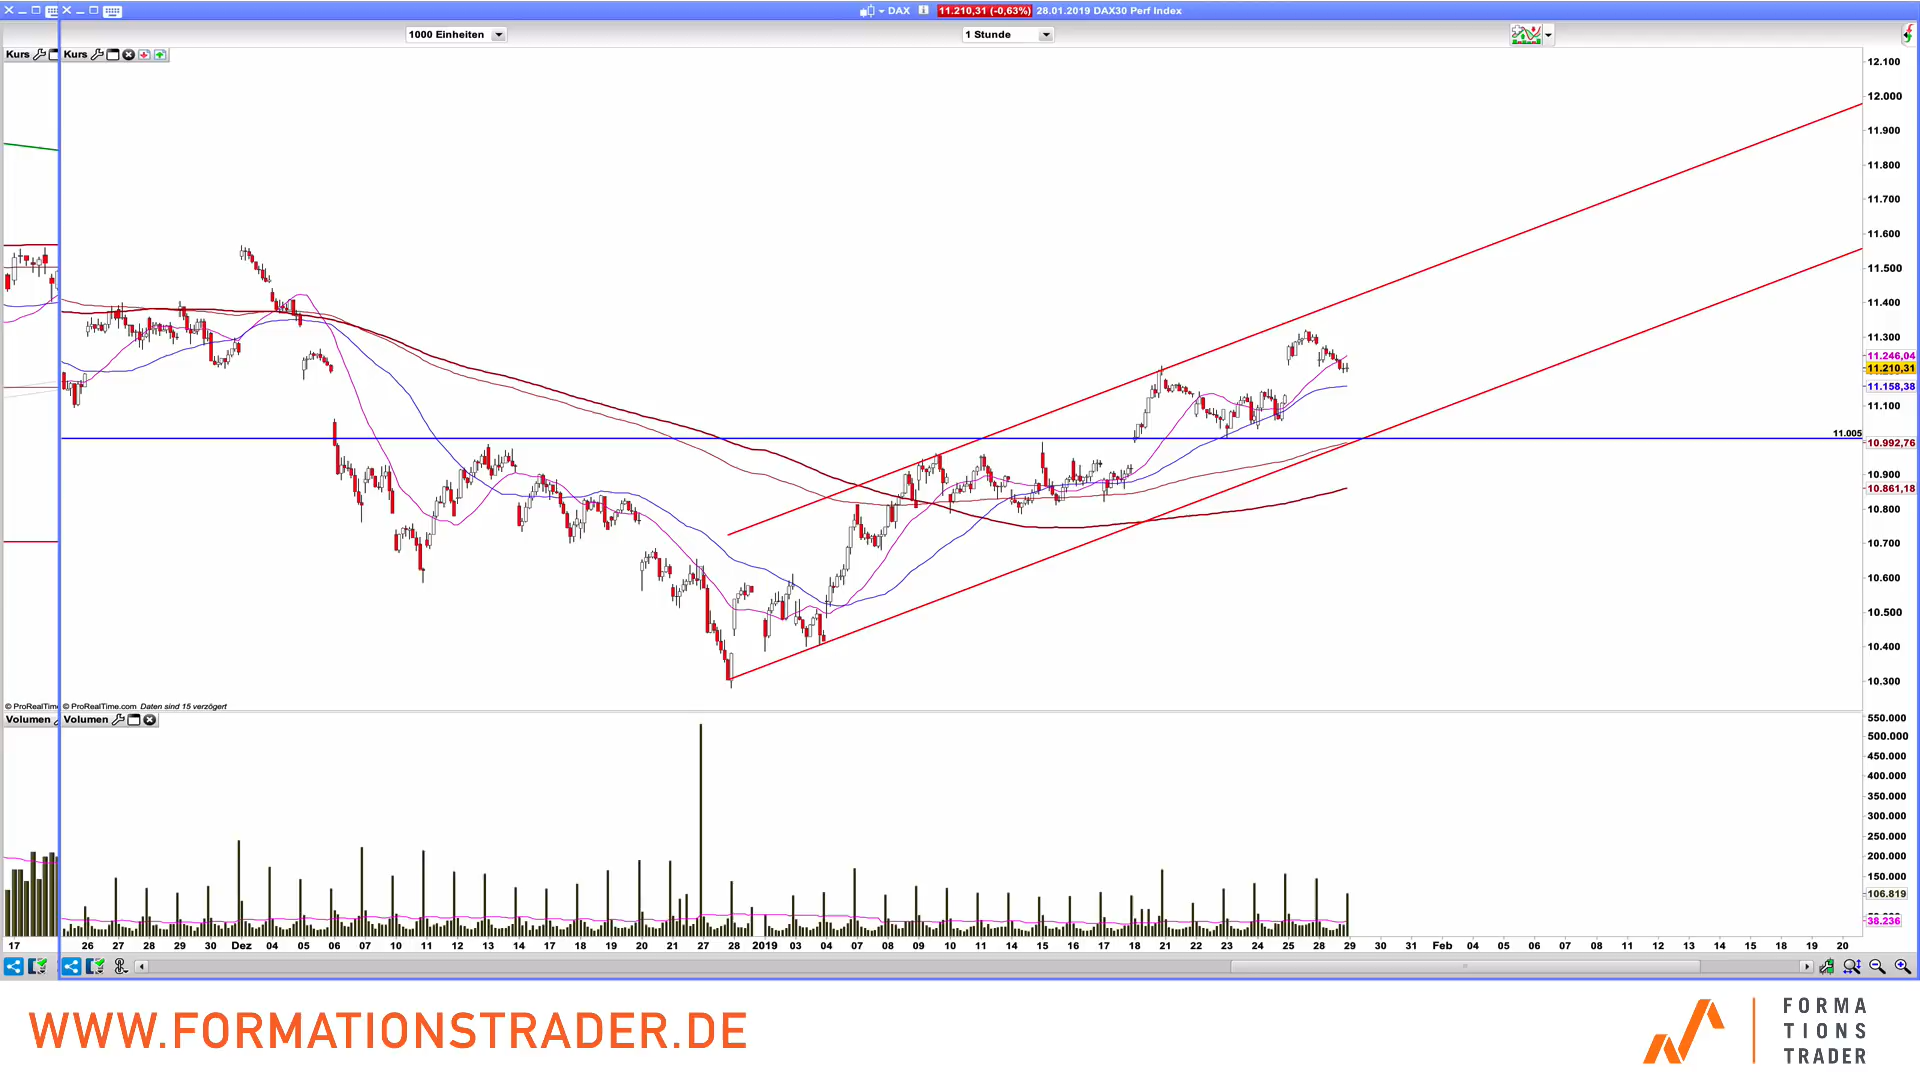 DAX 11.210,31 (-0,63%) 28.01.2019 DAX30 Perf Index
1000 Einheiten
1 Stunde
Kurs
Kurs
12.100
12.000
11.900
11.800
11.700
11.600
11.500
11.400
11.300
11.246,04
11.210,31
11.158,38
11.100
11.005
10.992,76
10.900
10.861,18
10.800
10.700
10.600
10.500
10.400
10.300
© ProRealTime
© ProRealTime.com Daten sind 15 verzögert
Volumen
Volumen
550.000
500.000
450.000
400.000
350.000
300.000
250.000
200.000
150.000
106.819
38.236
17
26 27 28 29 30 Dez 04 05 06 07 10 11 12 13 14 17 18 19 20 21 27 28 2019 03 04 07 08 09 10 11 14 15 16 17 18 21 22 23 24 25 28 29 30 31 Feb 04 05 06 07 08 11 12 13 14 15 18 19 20
WWW.FORMATIONSTRADER.DE
FORMA
TIONS
TRADER